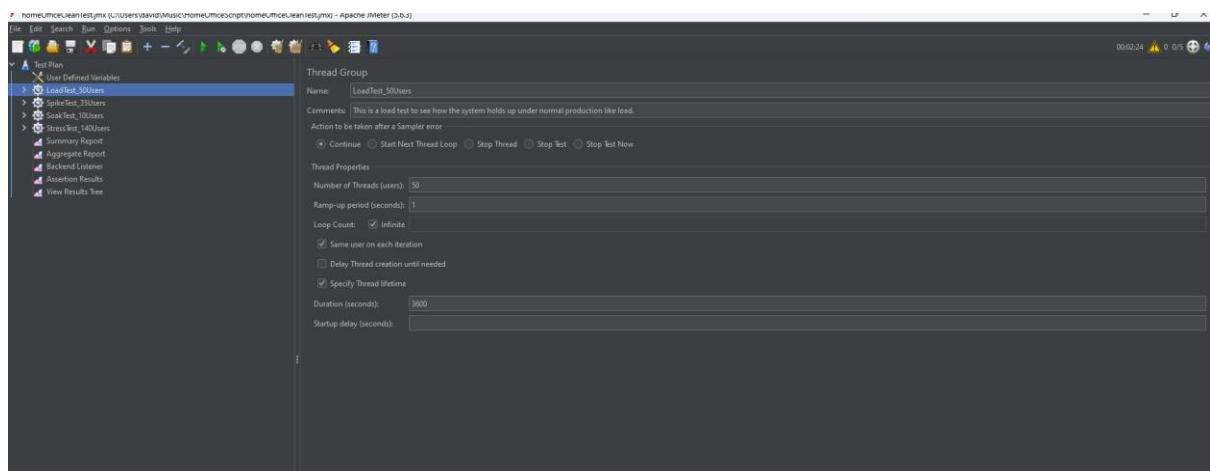 homeOfficeCleanTest.jmx (C:\Users\david\Music\HomeOfficeScript\homeOfficeCleanTest.jmx) - Apache JMeter (5.6.3)
File Edit Search Run Options Tools Help
00:02:24 0 0/5
Test Plan
User Defined Variables
LoadTest_50Users
SpikeTest_35Users
SoakTest_10Users
StressTest_140Users
Summary Report
Aggregate Report
Backend Listener
Assertion Results
View Results Tree
Thread Group
Name: LoadTest_50Users
Comments: This is a load test to see how the system holds up under normal production like load.
Action to be taken after a Sampler error
Continue Start Next Thread Loop Stop Thread Stop Test Stop Test Now
Thread Properties
Number of Threads (users): 50
Ramp-up period (seconds): 1
Loop Count: Infinite
Same user on each iteration
Delay Thread creation until needed
Specify Thread lifetime
Duration (seconds): 3600
Startup delay (seconds):